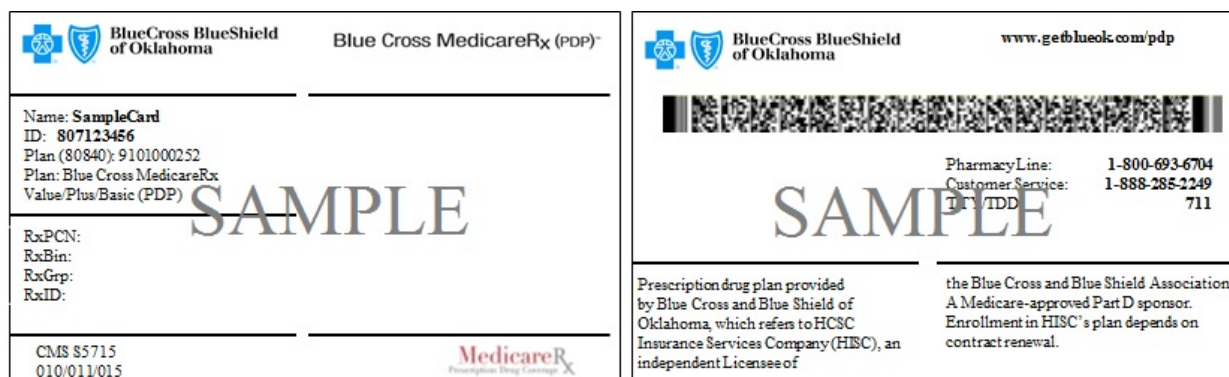 BlueCross BlueShield
of Oklahoma
Blue Cross MedicareRx (PDP)℠
Name: SampleCard
ID: 807123456
Plan (80840): 9101000252
Plan: Blue Cross MedicareRx
Value/Plus/Basic (PDP)
SAMPLE
RxPCN:
RxBin:
RxGrp:
RxID:
CMS S5715
010/011/015
MedicareRx
Prescription Drug Coverage
BlueCross BlueShield
of Oklahoma
www.getblueok.com/pdp
Pharmacy Line: 1-800-693-6704
Customer Service: 1-888-285-2249
TTY/TDD 711
SAMPLE
Prescription drug plan provided
by Blue Cross and Blue Shield of
Oklahoma, which refers to HCSC
Insurance Services Company (HISC), an
independent Licensee of
the Blue Cross and Blue Shield Association
A Medicare-approved Part D sponsor.
Enrollment in HISC's plan depends on
contract renewal.